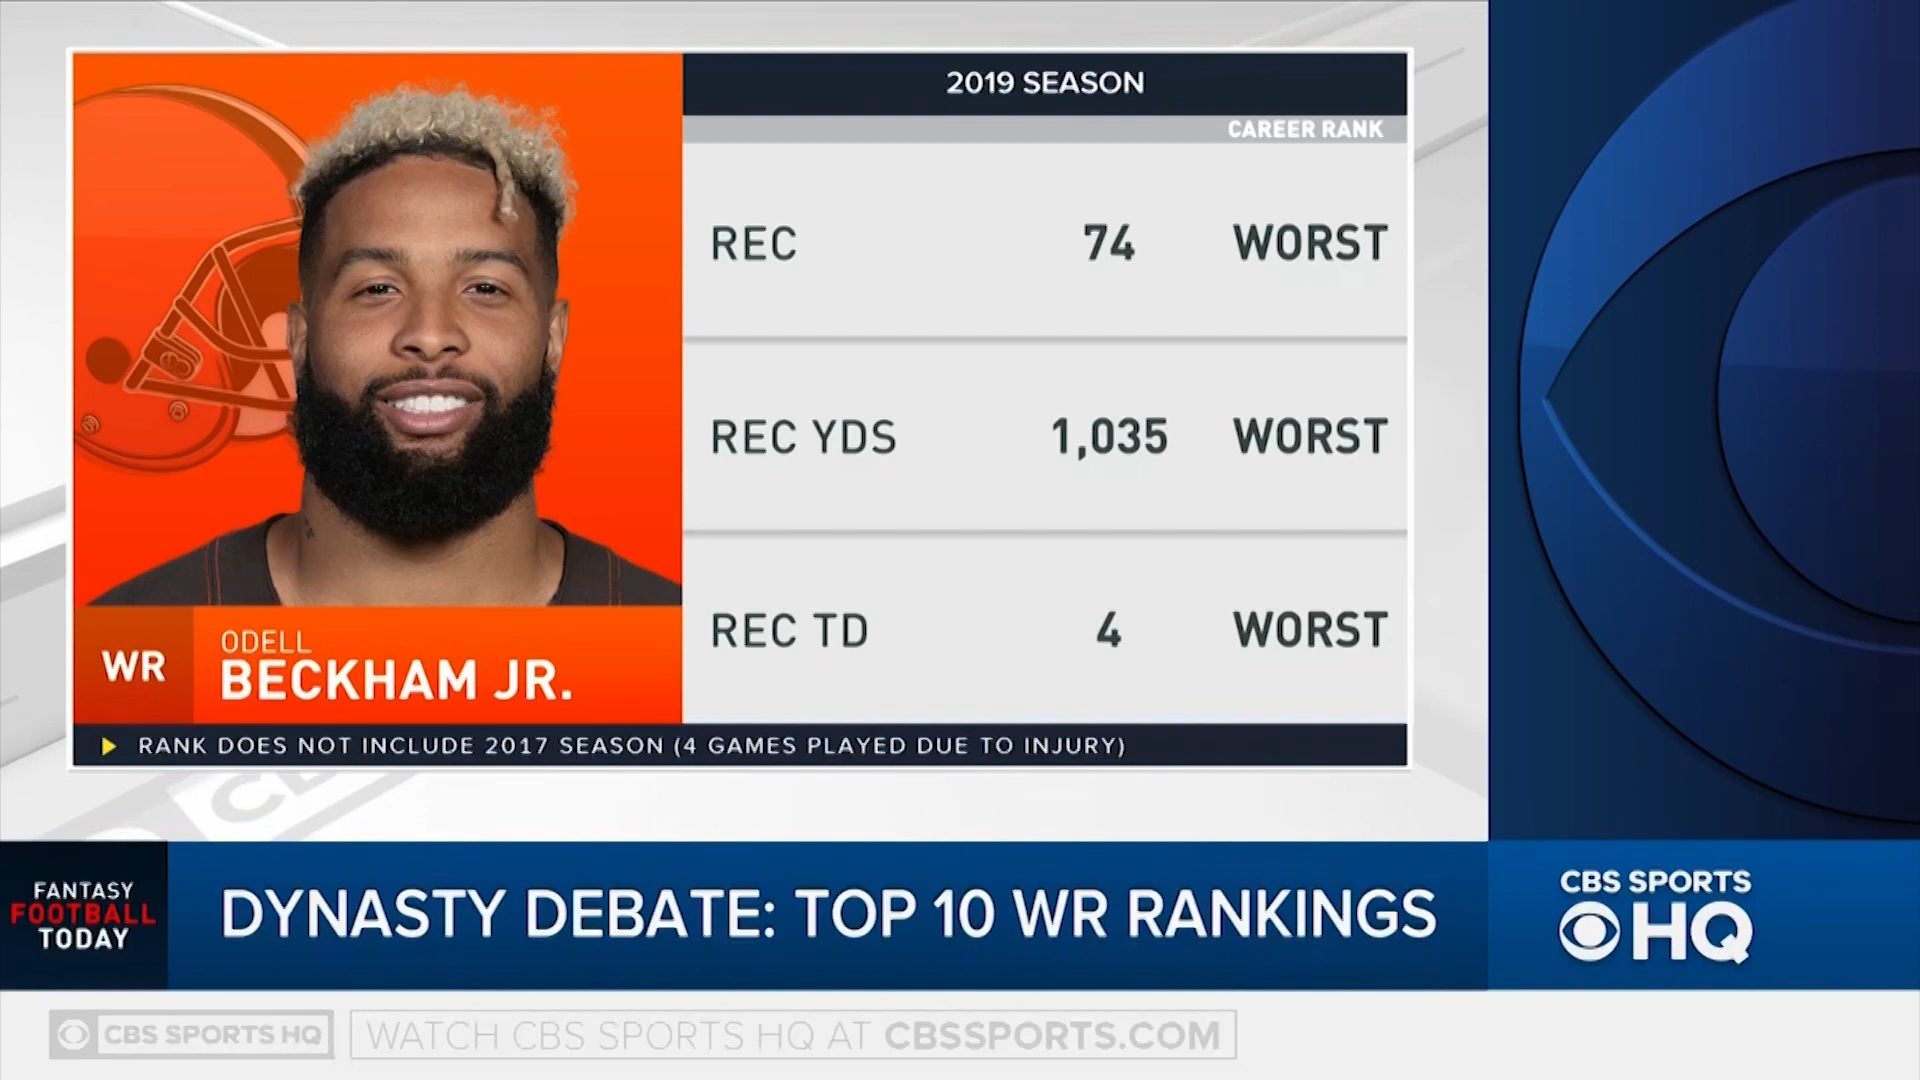 2019 SEASON
CAREER RANK
REC 74 WORST
REC YDS 1,035 WORST
REC TD 4 WORST
WR
ODELL
BECKHAM JR.
RANK DOES NOT INCLUDE 2017 SEASON (4 GAMES PLAYED DUE TO INJURY)
FANTASY
FOOTBALL
TODAY
DYNASTY DEBATE: TOP 10 WR RANKINGS
CBS SPORTS
HQ
CBS SPORTS HQ
WATCH CBS SPORTS HQ AT CBSSPORTS.COM